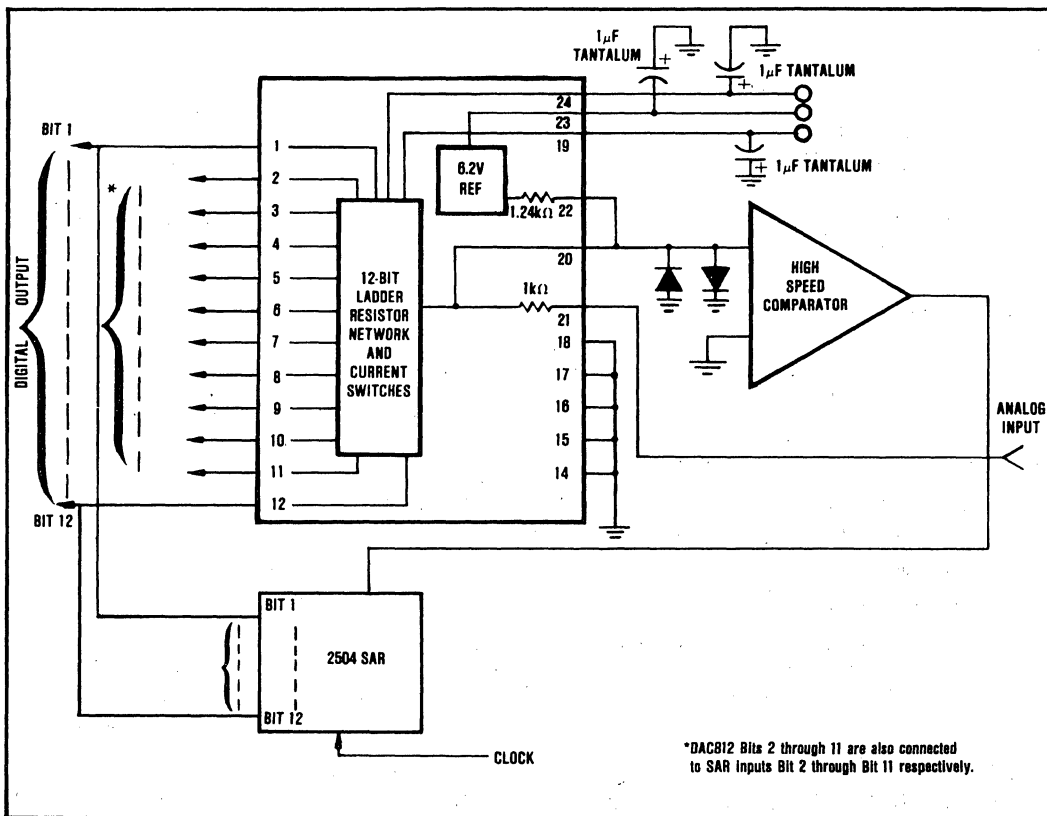 1µF
TANTALUM
+
+
1µF TANTALUM
24
23
19
+
1µF TANTALUM
BIT 1
1
2
*
3
4
5
6
7
8
9
10
11
12
BIT 12
DIGITAL OUTPUT
12-BIT
LADDER
RESISTOR
NETWORK
AND
CURRENT
SWITCHES
6.2V
REF
1.24kΩ
22
20
1kΩ
21
18
17
16
15
14
HIGH
SPEED
COMPARATOR
ANALOG
INPUT
BIT 1
2504 SAR
BIT 12
CLOCK
*DAC812 Bits 2 through 11 are also connected
to SAR inputs Bit 2 through Bit 11 respectively.